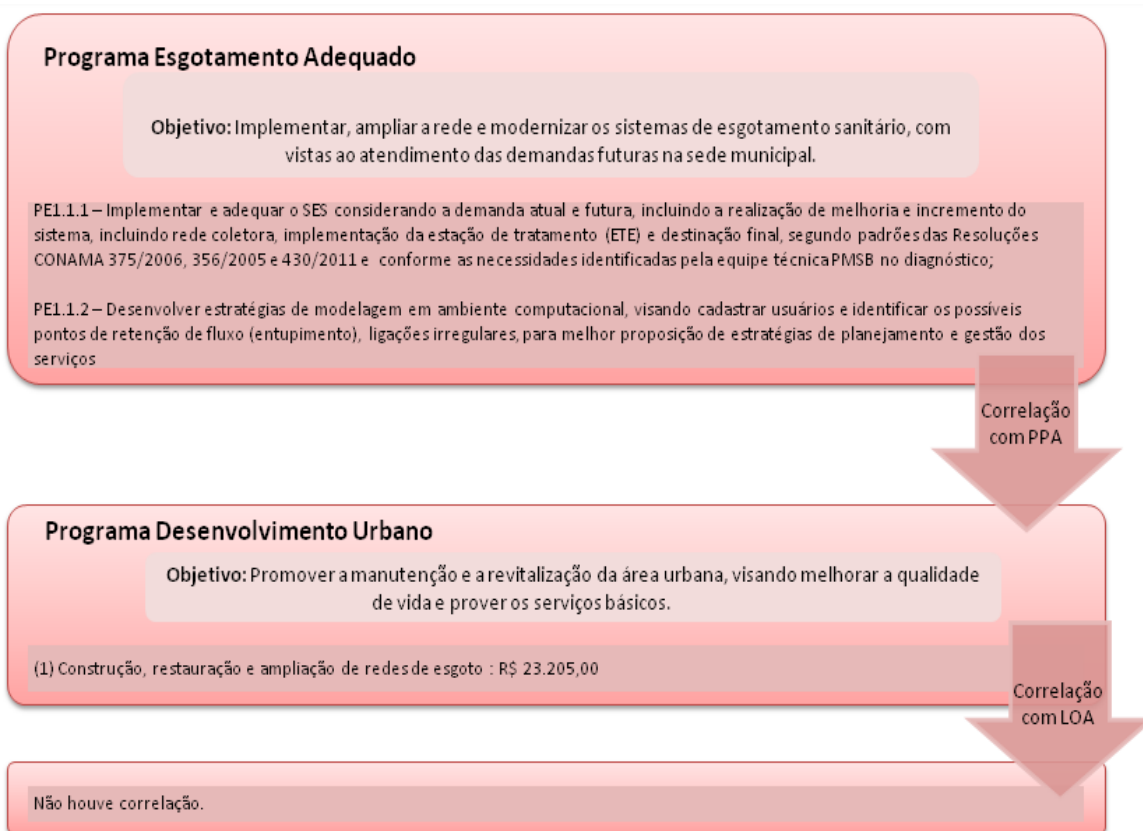 Programa Esgotamento Adequado
Objetivo: Implementar, ampliar a rede e modernizar os sistemas de esgotamento sanitário, com
vistas ao atendimento das demandas futuras na sede municipal.
PE1.1.1 – Implementar e adequar o SES considerando a demanda atual e futura, incluindo a realização de melhoria e incremento do
sistema, incluindo rede coletora, implementação da estação de tratamento (ETE) e destinação final, segundo padrões das Resoluções
CONAMA 375/2006, 356/2005 e 430/2011 e conforme as necessidades identificadas pela equipe técnica PMSB no diagnóstico;
PE1.1.2 – Desenvolver estratégias de modelagem em ambiente computacional, visando cadastrar usuários e identificar os possíveis
pontos de retenção de fluxo (entupimento), ligações irregulares, para melhor proposição de estratégias de planejamento e gestão dos
serviços
Correlação
com PPA
Programa Desenvolvimento Urbano
Objetivo: Promover a manutenção e a revitalização da área urbana, visando melhorar a qualidade
de vida e prover os serviços básicos.
(1) Construção, restauração e ampliação de redes de esgoto : R$ 23.205,00
Correlação
com LOA
Não houve correlação.